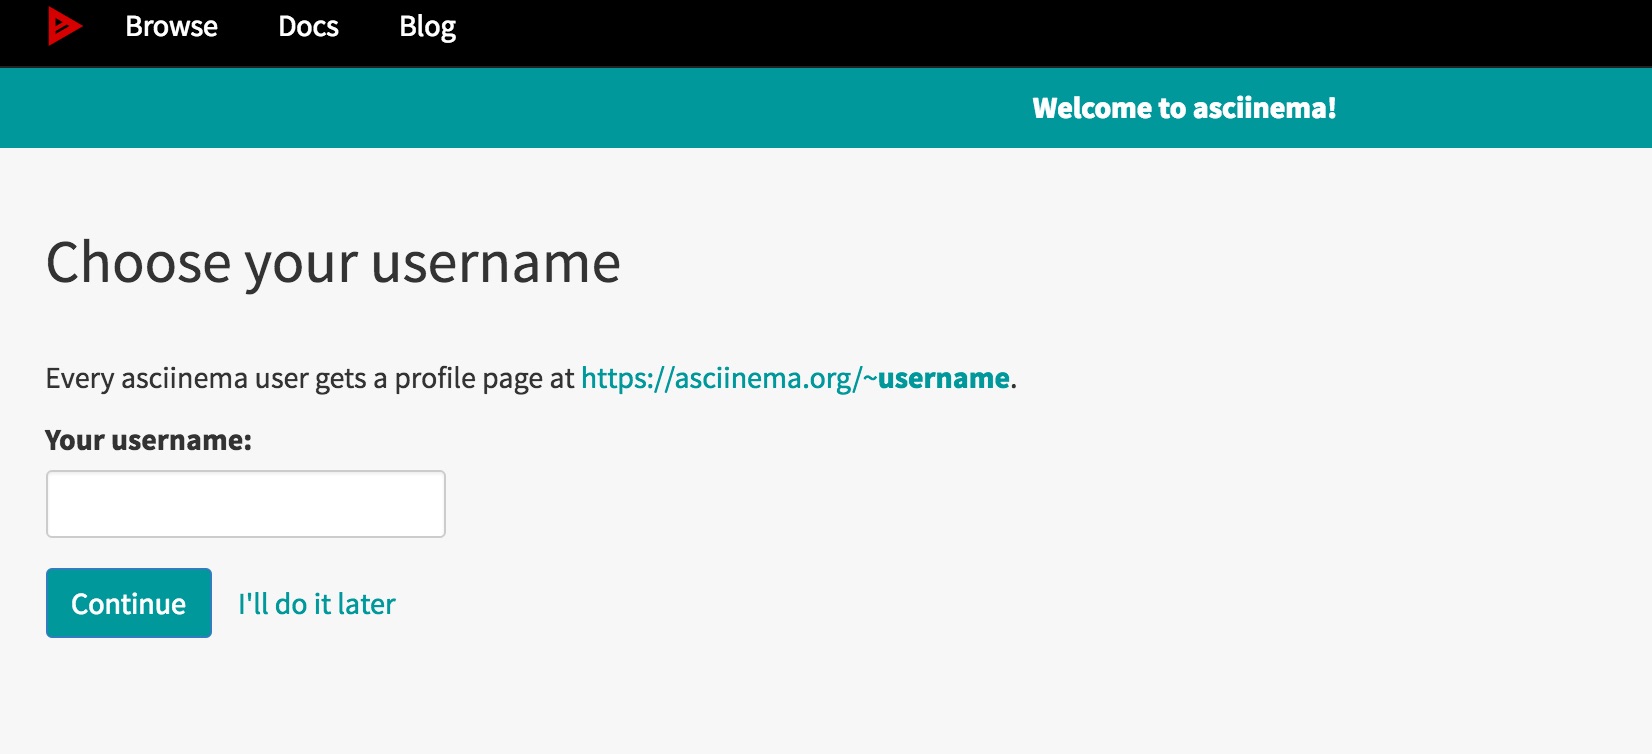 Browse Docs Blog
Welcome to asciinema!
Choose your username
Every asciinema user gets a profile page at https://asciinema.org/~username.
Your username:
Continue I'll do it later